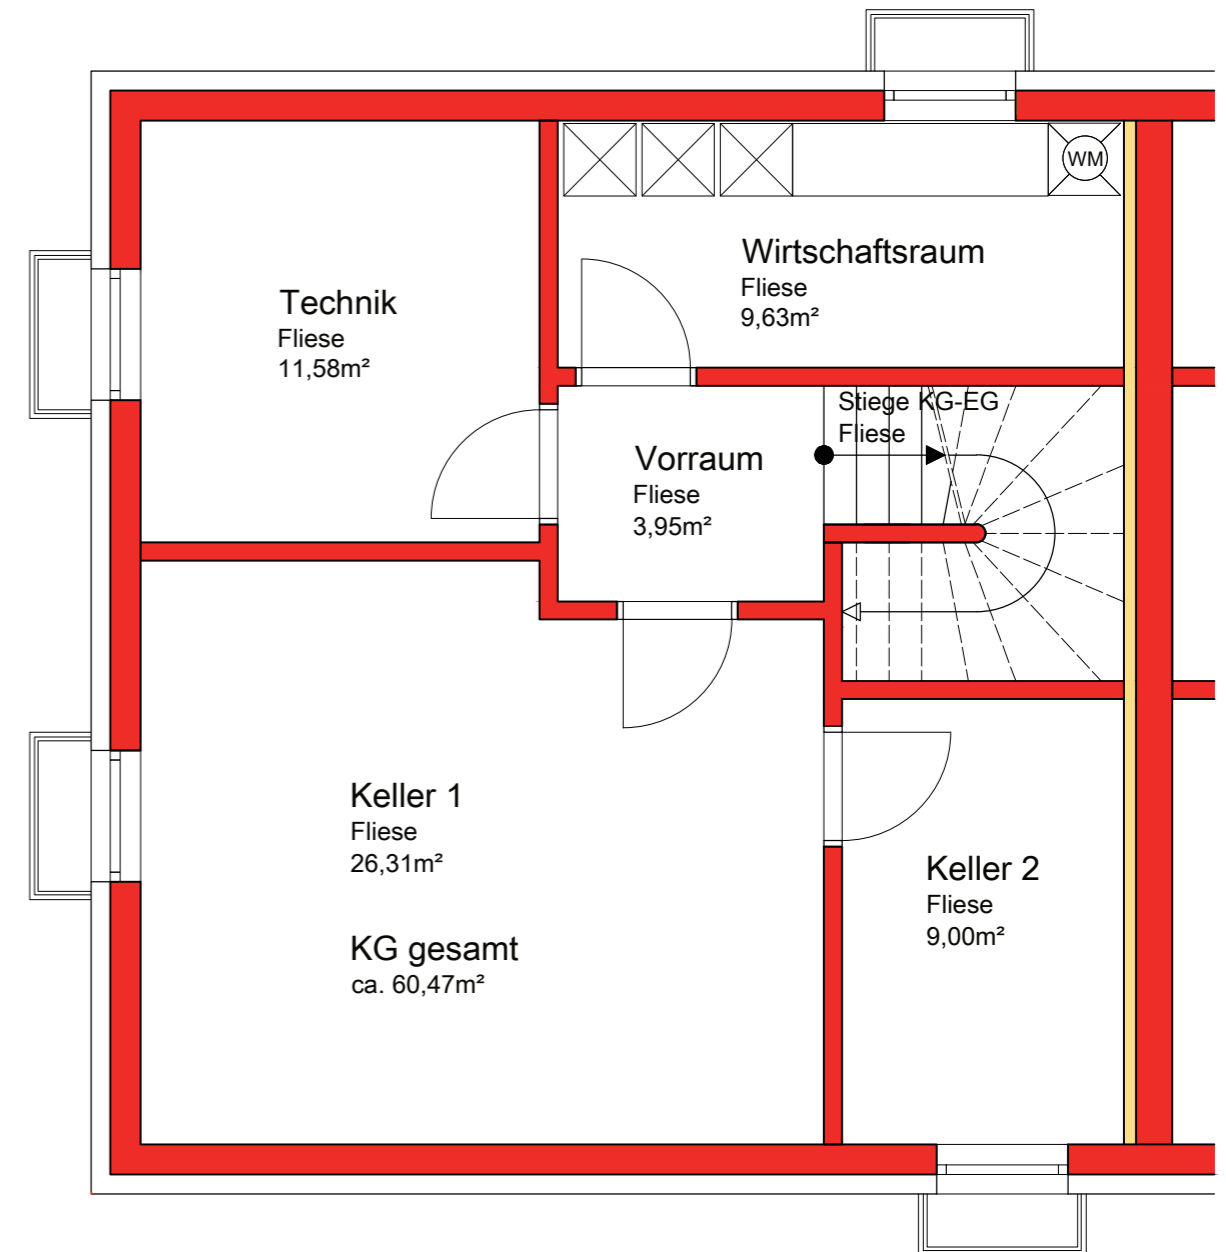 WM
Wirtschaftsraum
Fliese
9,63m²
Technik
Fliese
11,58m²
Stiege KG-EG
Fliese
Vorraum
Fliese
3,95m²
Keller 1
Fliese
26,31m²
Keller 2
Fliese
9,00m²
KG gesamt
ca. 60,47m²